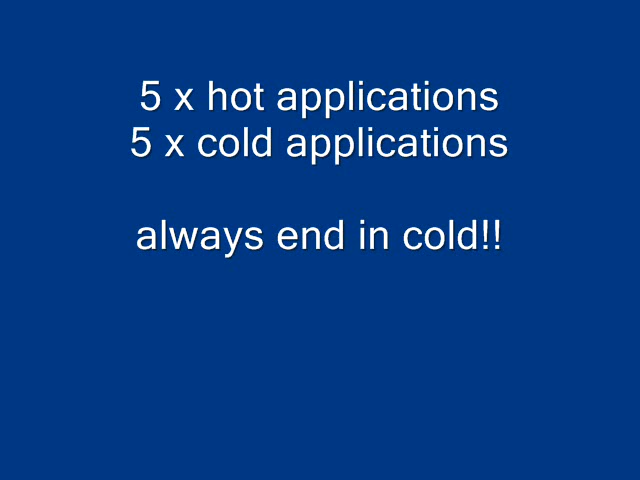 5 x hot applications
5 x cold applications
always end in cold!!